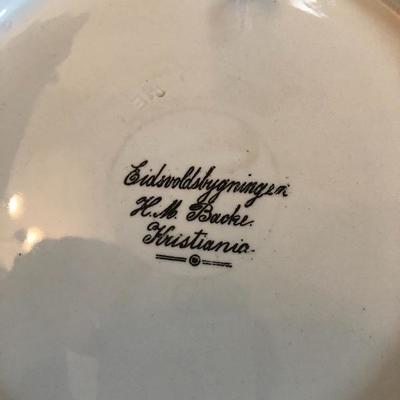 Eidsvoldsbygningen
H. M. Backe.
Kristiania.